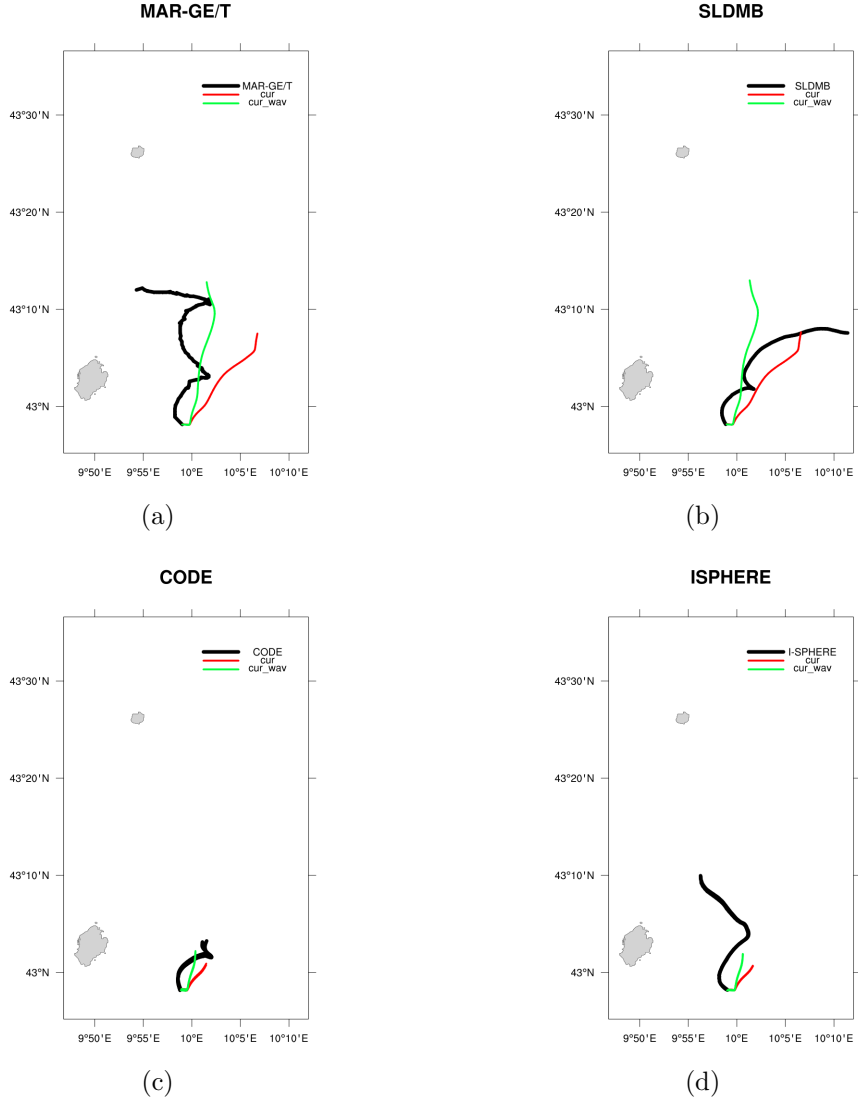 MAR-GE/T
MAR-GE/T
cur
cur_wav
43°30'N
43°20'N
43°10'N
43°N
9°50'E 9°55'E 10°E 10°5'E 10°10'E
(a)
SLDMB
SLDMB
cur
cur_wav
43°30'N
43°20'N
43°10'N
43°N
9°50'E 9°55'E 10°E 10°5'E 10°10'E
(b)
CODE
CODE
cur
cur_wav
43°30'N
43°20'N
43°10'N
43°N
9°50'E 9°55'E 10°E 10°5'E 10°10'E
(c)
ISPHERE
I-SPHERE
cur
cur_wav
43°30'N
43°20'N
43°10'N
43°N
9°50'E 9°55'E 10°E 10°5'E 10°10'E
(d)